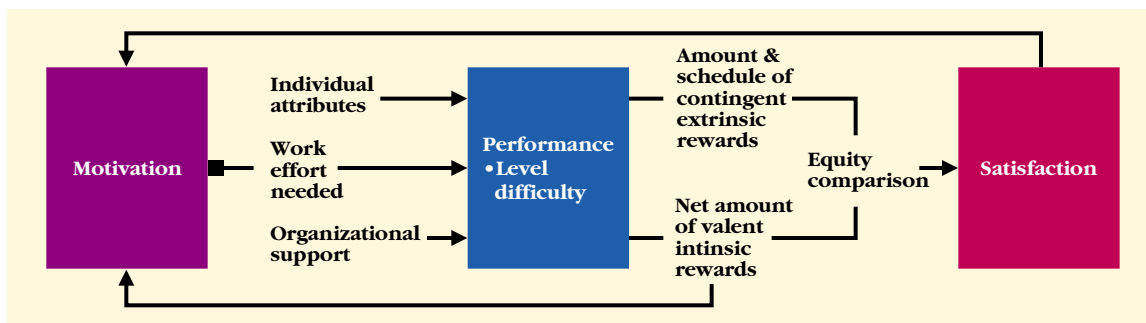 Motivation
Individual
attributes
Work
effort
needed
Organizational
support
Performance
•Level
difficulty
Amount &
schedule of
contingent
extrinsic
rewards
Net amount
of valent
intrinsic
rewards
Equity
comparison
Satisfaction